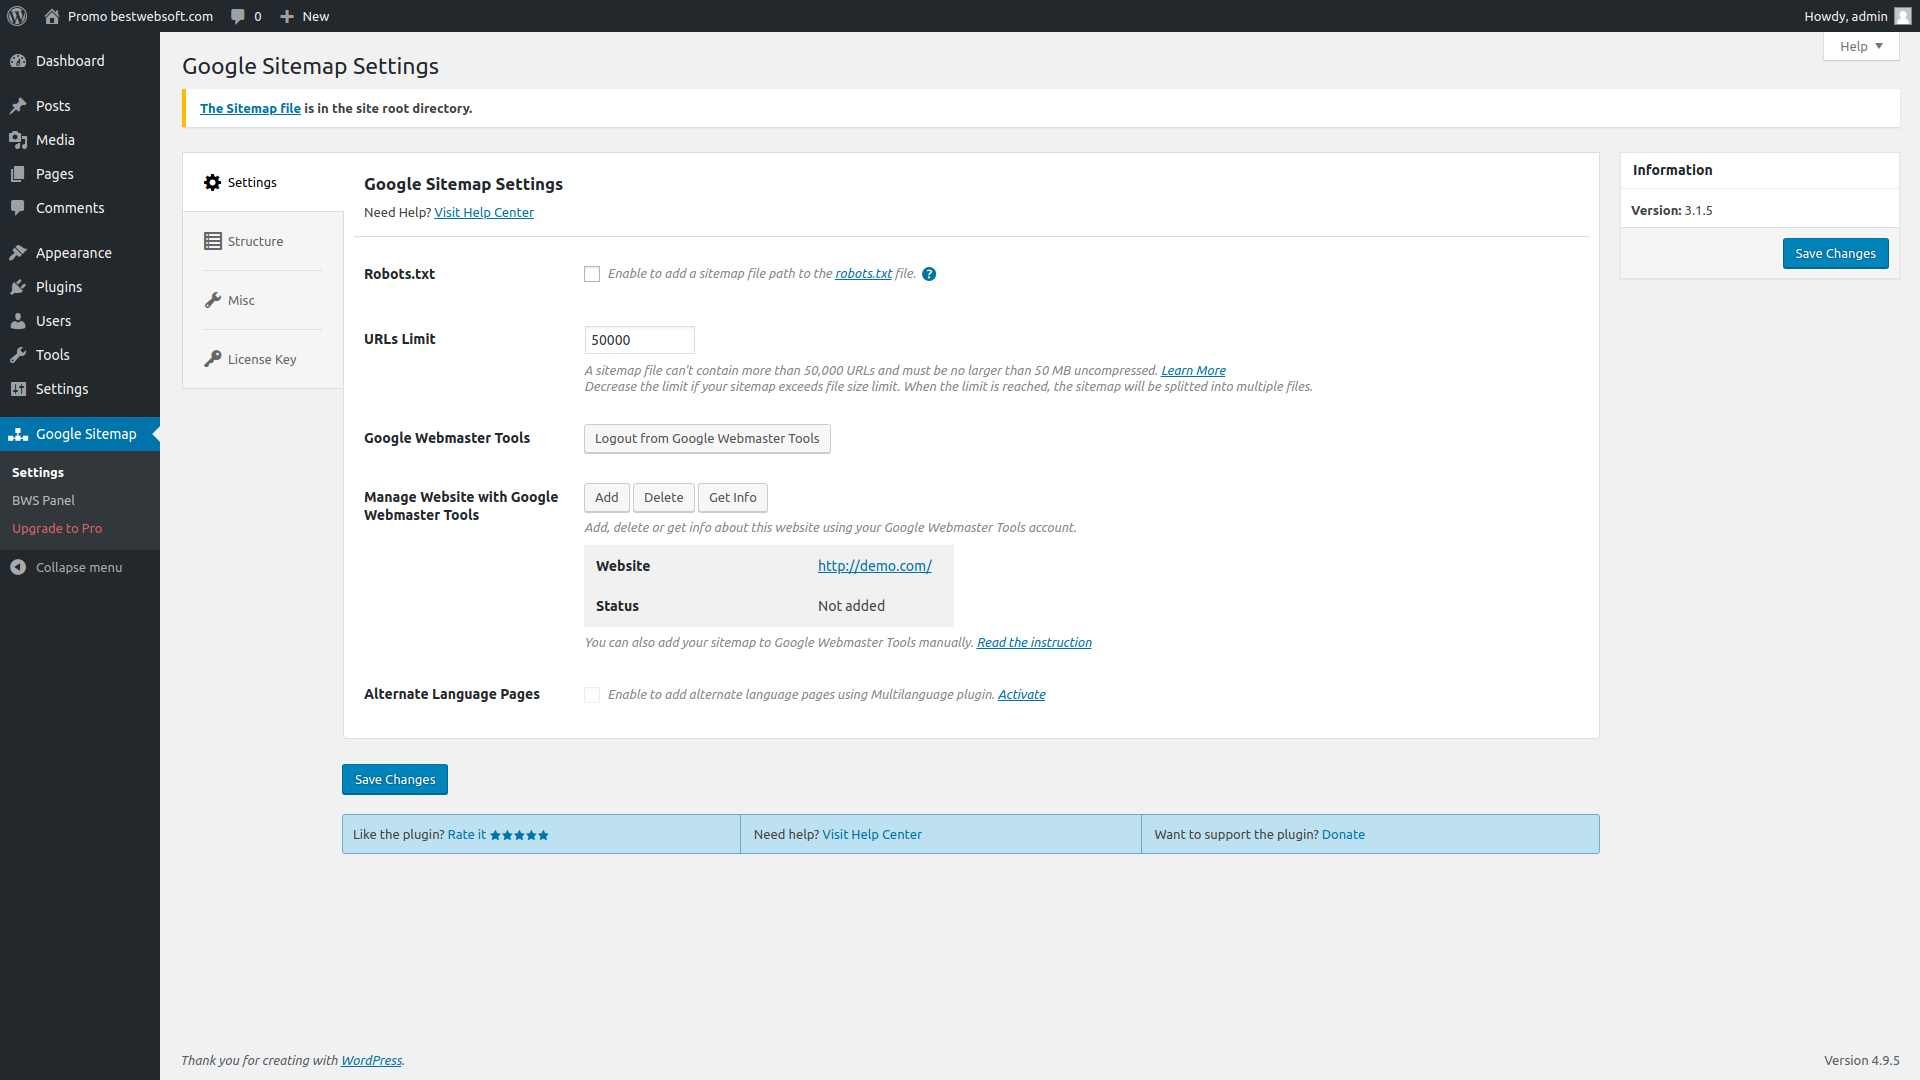 Promo bestwebsoft.com 0 New Howdy, admin
Help
Dashboard
Posts
Media
Pages
Comments
Appearance
Plugins
Users
Tools
Settings
Google Sitemap
Settings
BWS Panel
Upgrade to Pro
Collapse menu
Google Sitemap Settings
The Sitemap file is in the site root directory.
Settings
Structure
Misc
License Key
Google Sitemap Settings
Need Help? Visit Help Center
Robots.txt
Enable to add a sitemap file path to the robots.txt file. ?
URLs Limit
50000
A sitemap file can't contain more than 50,000 URLs and must be no larger than 50 MB uncompressed. Learn More
Decrease the limit if your sitemap exceeds file size limit. When the limit is reached, the sitemap will be splitted into multiple files.
Google Webmaster Tools
Logout from Google Webmaster Tools
Manage Website with Google
Webmaster Tools
Add Delete Get Info
Add, delete or get info about this website using your Google Webmaster Tools account.
Website http://demo.com/
Status Not added
You can also add your sitemap to Google Webmaster Tools manually. Read the instruction
Alternate Language Pages
Enable to add alternate language pages using Multilanguage plugin. Activate
Save Changes
Like the plugin? Rate it
Need help? Visit Help Center
Want to support the plugin? Donate
Information
Version: 3.1.5
Save Changes
Thank you for creating with WordPress.
Version 4.9.5